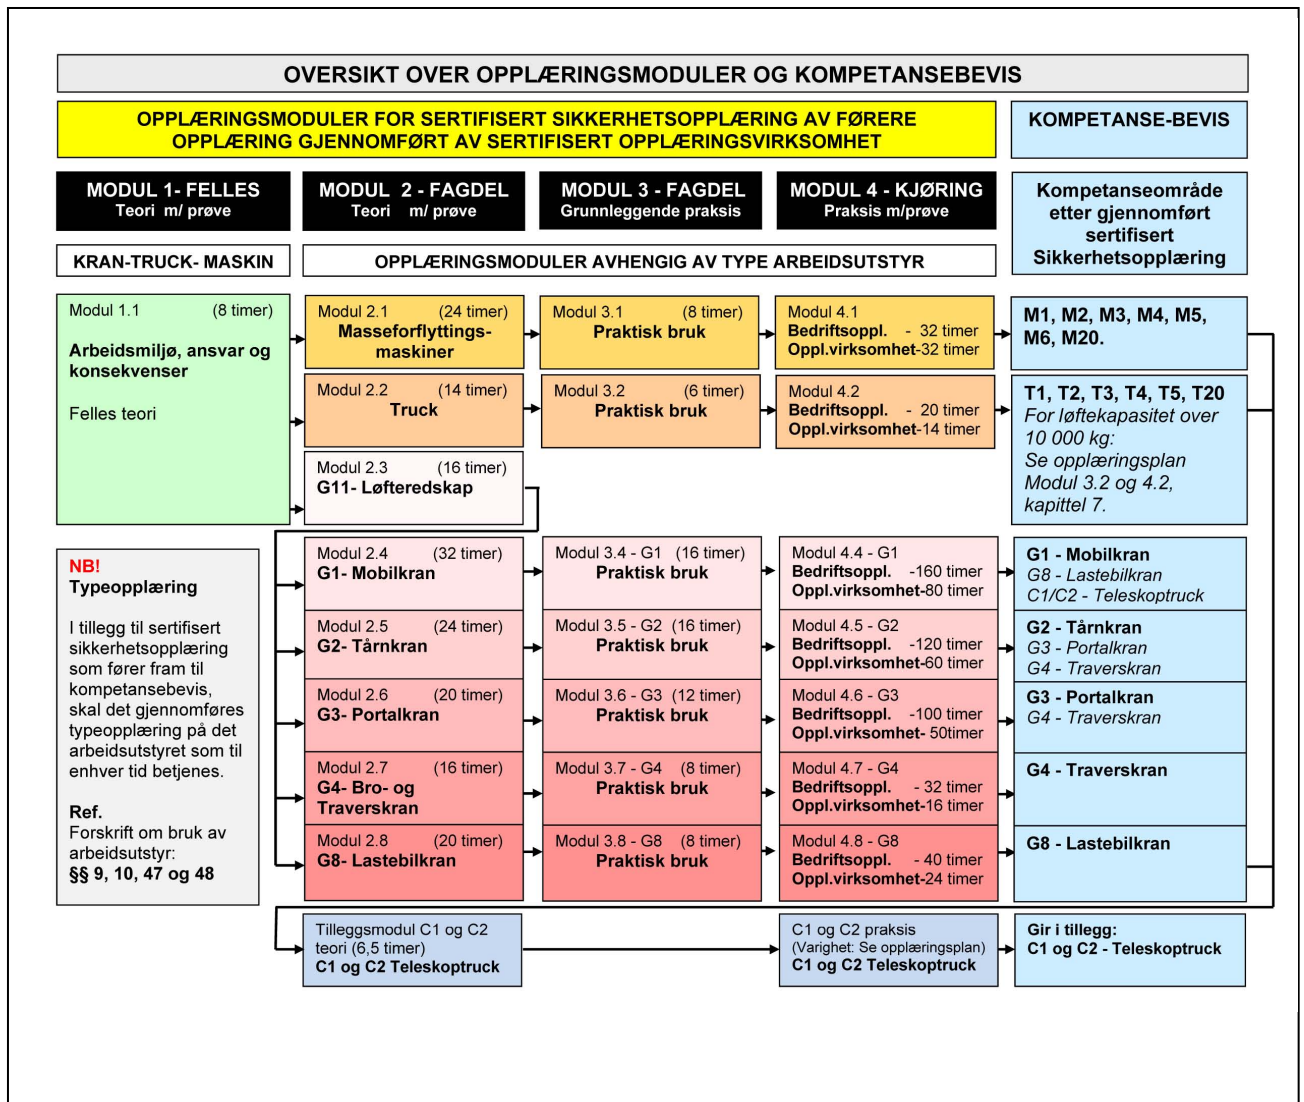 OVERSIKT OVER OPPLÆRINGSMODULER OG KOMPETANSEBEVIS
OPPLÆRINGSMODULER FOR SERTIFISERT SIKKERHETSOPPLÆRING AV FØRERE
OPPLÆRING GJENNOMFØRT AV SERTIFISERT OPPLÆRINGSVIRKSOMHET
KOMPETANSE-BEVIS
MODUL 1- FELLES
Teori m/ prøve
MODUL 2 - FAGDEL
Teori m/ prøve
MODUL 3 - FAGDEL
Grunnleggende praksis
MODUL 4 - KJØRING
Praksis m/prøve
Kompetanseområde
etter gjennomført
sertifisert
Sikkerhetsopplæring
KRAN-TRUCK- MASKIN
OPPLÆRINGSMODULER AVHENGIG AV TYPE ARBEIDSUTSTYR
Modul 1.1 (8 timer)
Arbeidsmiljø, ansvar og
konsekvenser
Felles teori
Modul 2.1 (24 timer)
Masseforflyttings-
maskiner
Modul 3.1 (8 timer)
Praktisk bruk
Modul 4.1
Bedriftsoppl. - 32 timer
Oppl.virksomhet-32 timer
M1, M2, M3, M4, M5,
M6, M20.
Modul 2.2 (14 timer)
Truck
Modul 3.2 (6 timer)
Praktisk bruk
Modul 4.2
Bedriftsoppl. - 20 timer
Oppl.virksomhet-14 timer
T1, T2, T3, T4, T5, T20
For løftekapasitet over
10 000 kg:
Se opplæringsplan
Modul 3.2 og 4.2,
kapittel 7.
Modul 2.3 (16 timer)
G11- Løfteredskap
NB!
Typeopplæring
I tillegg til sertifisert
sikkerhetsopplæring
som fører fram til
kompetansebevis,
skal det gjennomføres
typeopplæring på det
arbeidsutstyret som til
enhver tid betjenes.
Ref.
Forskrift om bruk av
arbeidsutstyr:
§§ 9, 10, 47 og 48
Modul 2.4 (32 timer)
G1- Mobilkran
Modul 3.4 - G1 (16 timer)
Praktisk bruk
Modul 4.4 - G1
Bedriftsoppl. -160 timer
Oppl.virksomhet-80 timer
G1 - Mobilkran
G8 - Lastebilkran
C1/C2 - Teleskoptruck
Modul 2.5 (24 timer)
G2- Tårnkran
Modul 3.5 - G2 (16 timer)
Praktisk bruk
Modul 4.5 - G2
Bedriftsoppl. -120 timer
Oppl.virksomhet-60 timer
G2 - Tårnkran
G3 - Portalkran
G4 - Traverskran
Modul 2.6 (20 timer)
G3- Portalkran
Modul 3.6 - G3 (12 timer)
Praktisk bruk
Modul 4.6 - G3
Bedriftsoppl. -100 timer
Oppl.virksomhet- 50timer
G3 - Portalkran
G4 - Traverskran
Modul 2.7 (16 timer)
G4- Bro- og
Traverskran
Modul 3.7 - G4 (8 timer)
Praktisk bruk
Modul 4.7 - G4
Bedriftsoppl. - 32 timer
Oppl.virksomhet-16 timer
G4 - Traverskran
Modul 2.8 (20 timer)
G8- Lastebilkran
Modul 3.8 - G8 (8 timer)
Praktisk bruk
Modul 4.8 - G8
Bedriftsoppl. - 40 timer
Oppl.virksomhet-24 timer
G8 - Lastebilkran
Tilleggsmodul C1 og C2
teori (6,5 timer)
C1 og C2 Teleskoptruck
C1 og C2 praksis
(Varighet: Se opplæringsplan)
C1 og C2 Teleskoptruck
Gir i tillegg:
C1 og C2 - Teleskoptruck